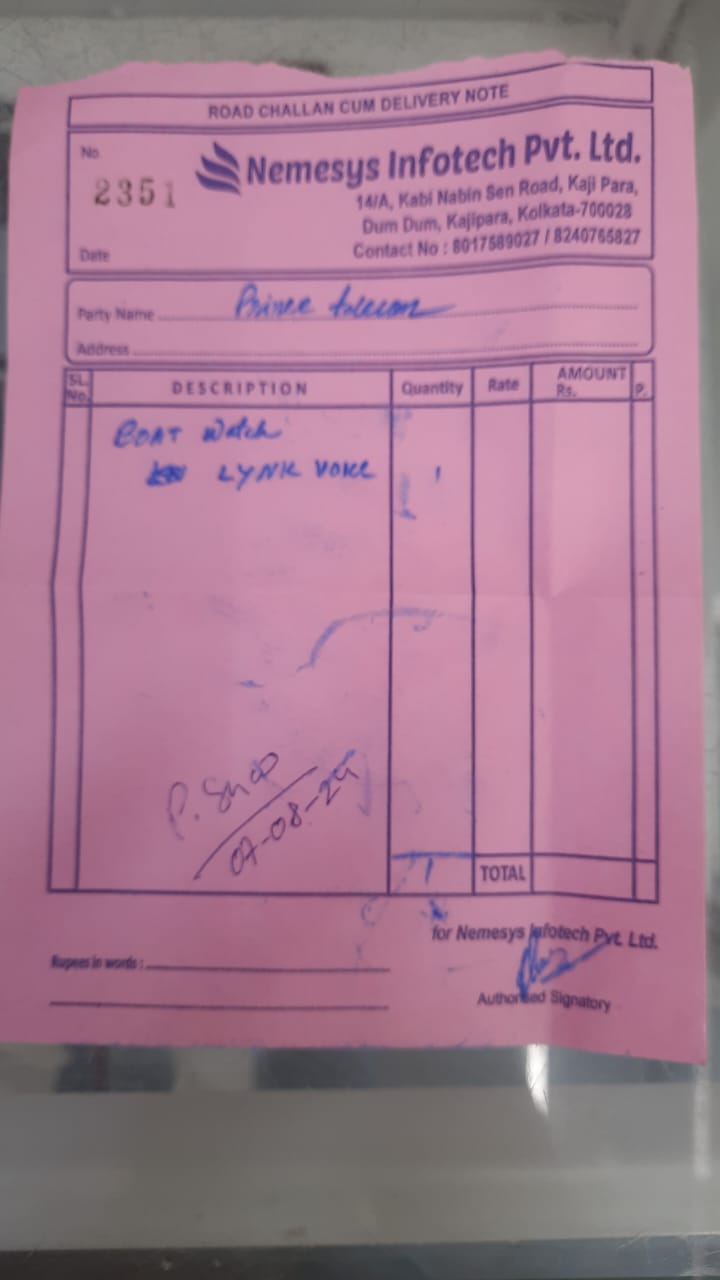 ROAD CHALLAN CUM DELIVERY NOTE
No.
2351
Nemesys Infotech Pvt. Ltd.
14/A, Kabi Nabin Sen Road, Kaji Para,
Dum Dum, Kajipara, Kolkata-700028
Contact No : 8017589027 / 8240765827
Date
Party Name Prince telecom
Address
SL. No. DESCRIPTION Quantity Rate AMOUNT Rs. P.
BOAT Watch
LYNK VOICE 1
07-08-24
1 TOTAL
for Nemesys Infotech Pvt. Ltd.
Rupees in words :
Authorised Signatory